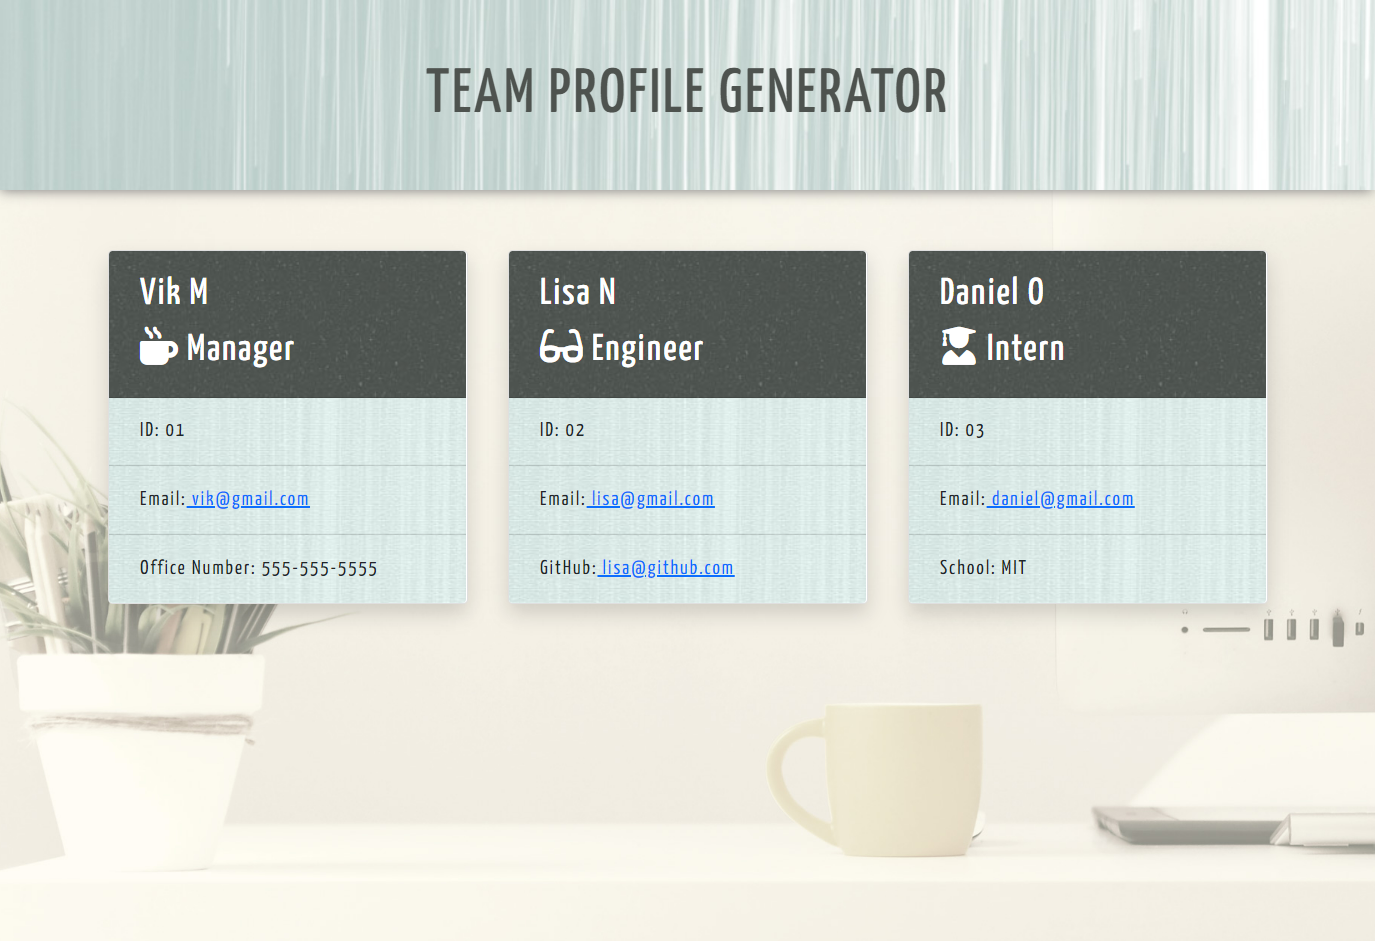 TEAM PROFILE GENERATOR
Vik M
Manager
ID: 01
Email: vik@gmail.com
Office Number: 555-555-5555
Lisa N
Engineer
ID: 02
Email: lisa@gmail.com
GitHub: lisa@github.com
Daniel O
Intern
ID: 03
Email: daniel@gmail.com
School: MIT